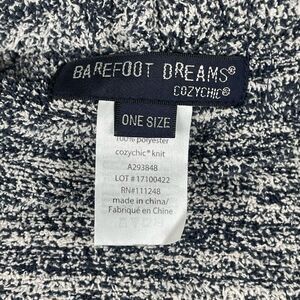 BAREFOOT DREAMS®
COZYCHIC®
ONE SIZE
100% polyester
cozychic® knit
A293848
LOT # 17100422
RN#111248
made in china/
Fabriqué en Chine